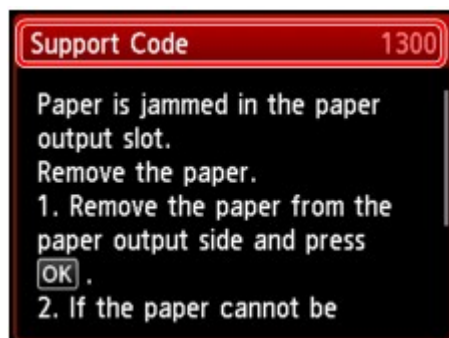 Support Code 1300
Paper is jammed in the paper
output slot.
Remove the paper.
1. Remove the paper from the
paper output side and press
OK .
2. If the paper cannot be